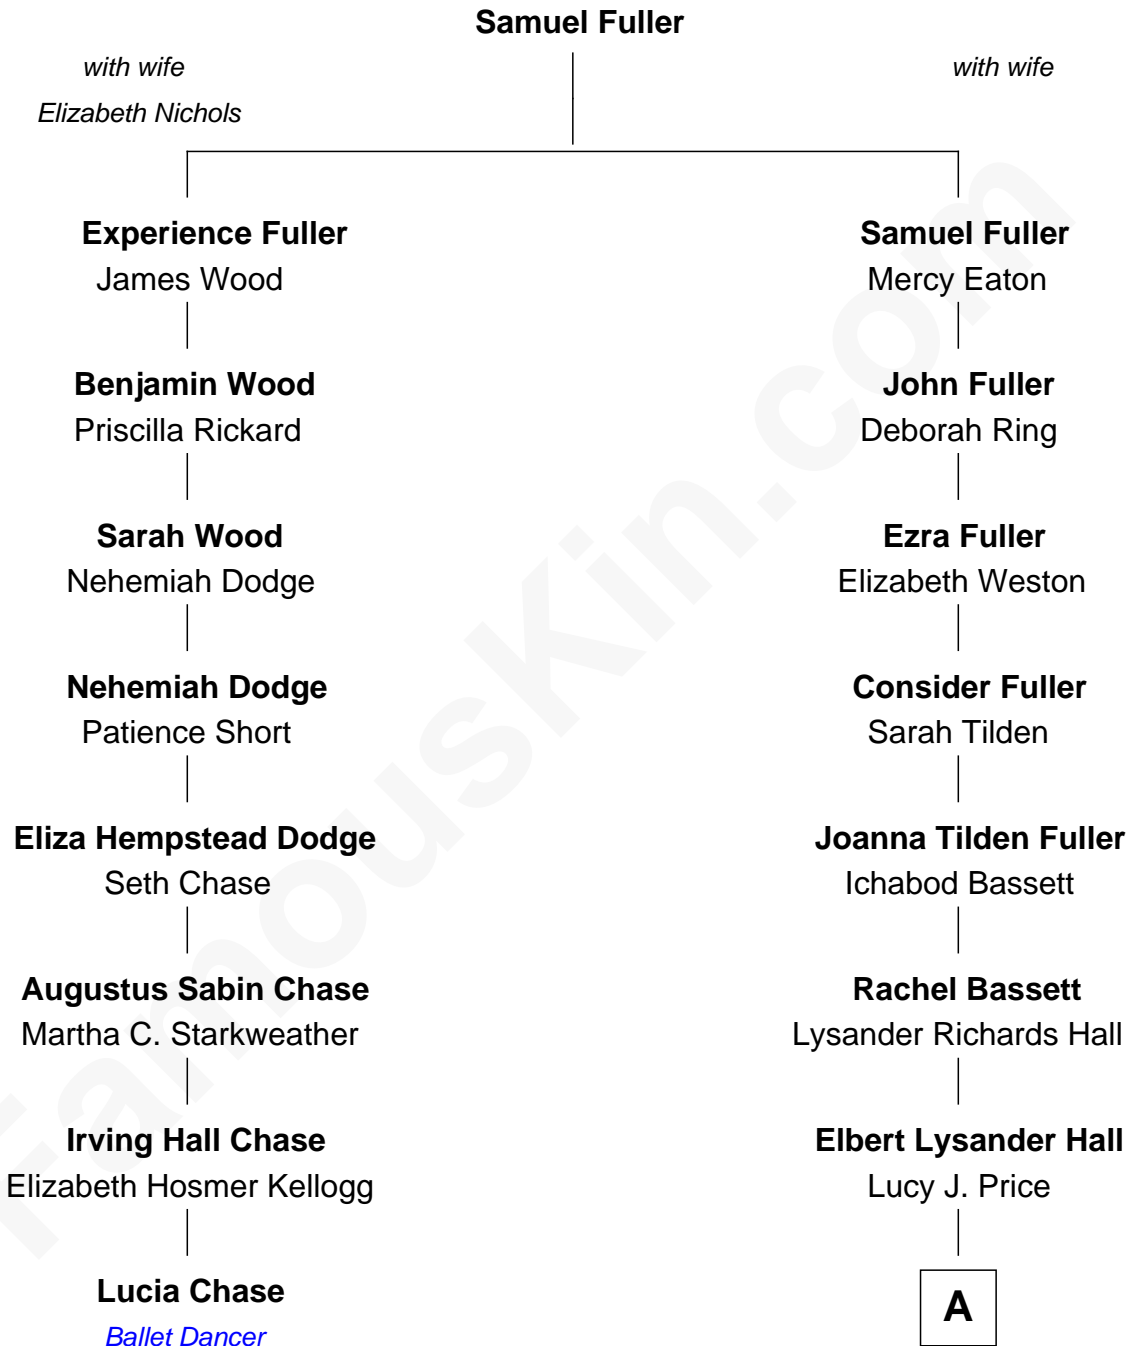 Samuel Fuller
with wife
with wife
Elizabeth Nichols
Experience Fuller
Samuel Fuller
James Wood
Mercy Eaton
Benjamin Wood
John Fuller
Priscilla Rickard
Deborah Ring
Sarah Wood
Ezra Fuller
Nehemiah Dodge
Elizabeth Weston
Nehemiah Dodge
Consider Fuller
Patience Short
Sarah Tilden
Eliza Hempstead Dodge
Joanna Tilden Fuller
Seth Chase
Ichabod Bassett
Augustus Sabin Chase
Rachel Bassett
Martha C. Starkweather
Lysander Richards Hall
Irving Hall Chase
Elbert Lysander Hall
Elizabeth Hosmer Kellogg
Lucy J. Price
Lucia Chase
A
Ballet Dancer
FamousKin.com